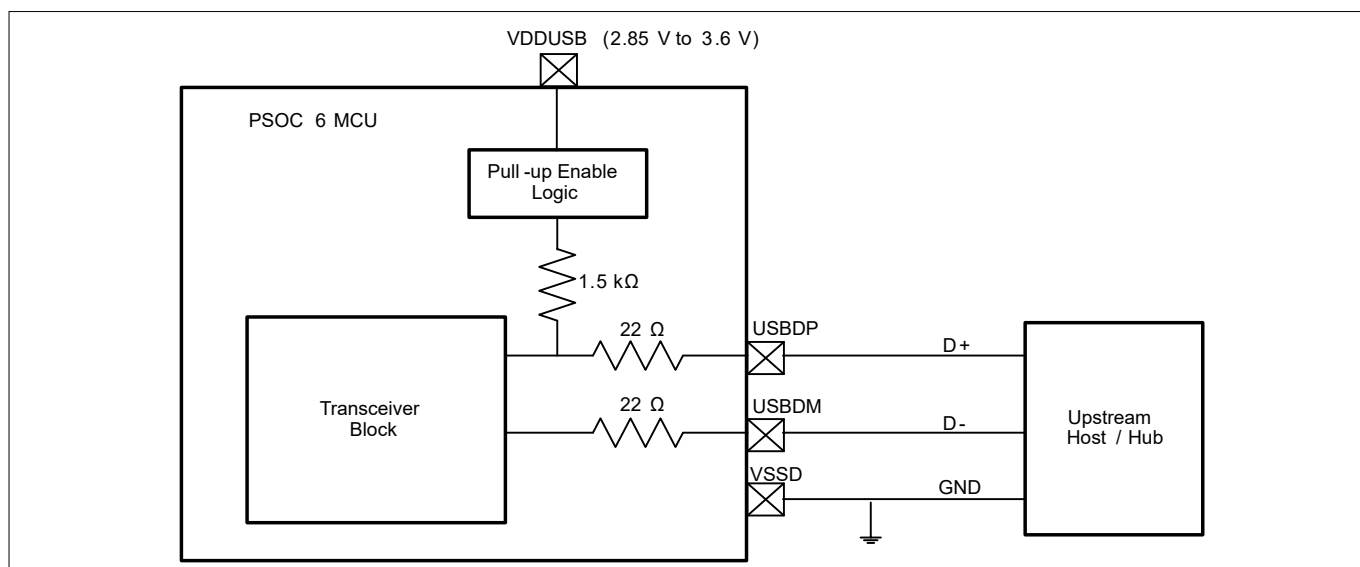 VDDUSB (2.85 V to 3.6 V)
PSOC 6 MCU
Pull -up Enable
Logic
1.5 kΩ
22 Ω
USBDP
D+
Transceiver
Block
22 Ω
USBDM
D-
Upstream
Host / Hub
VSSD
GND